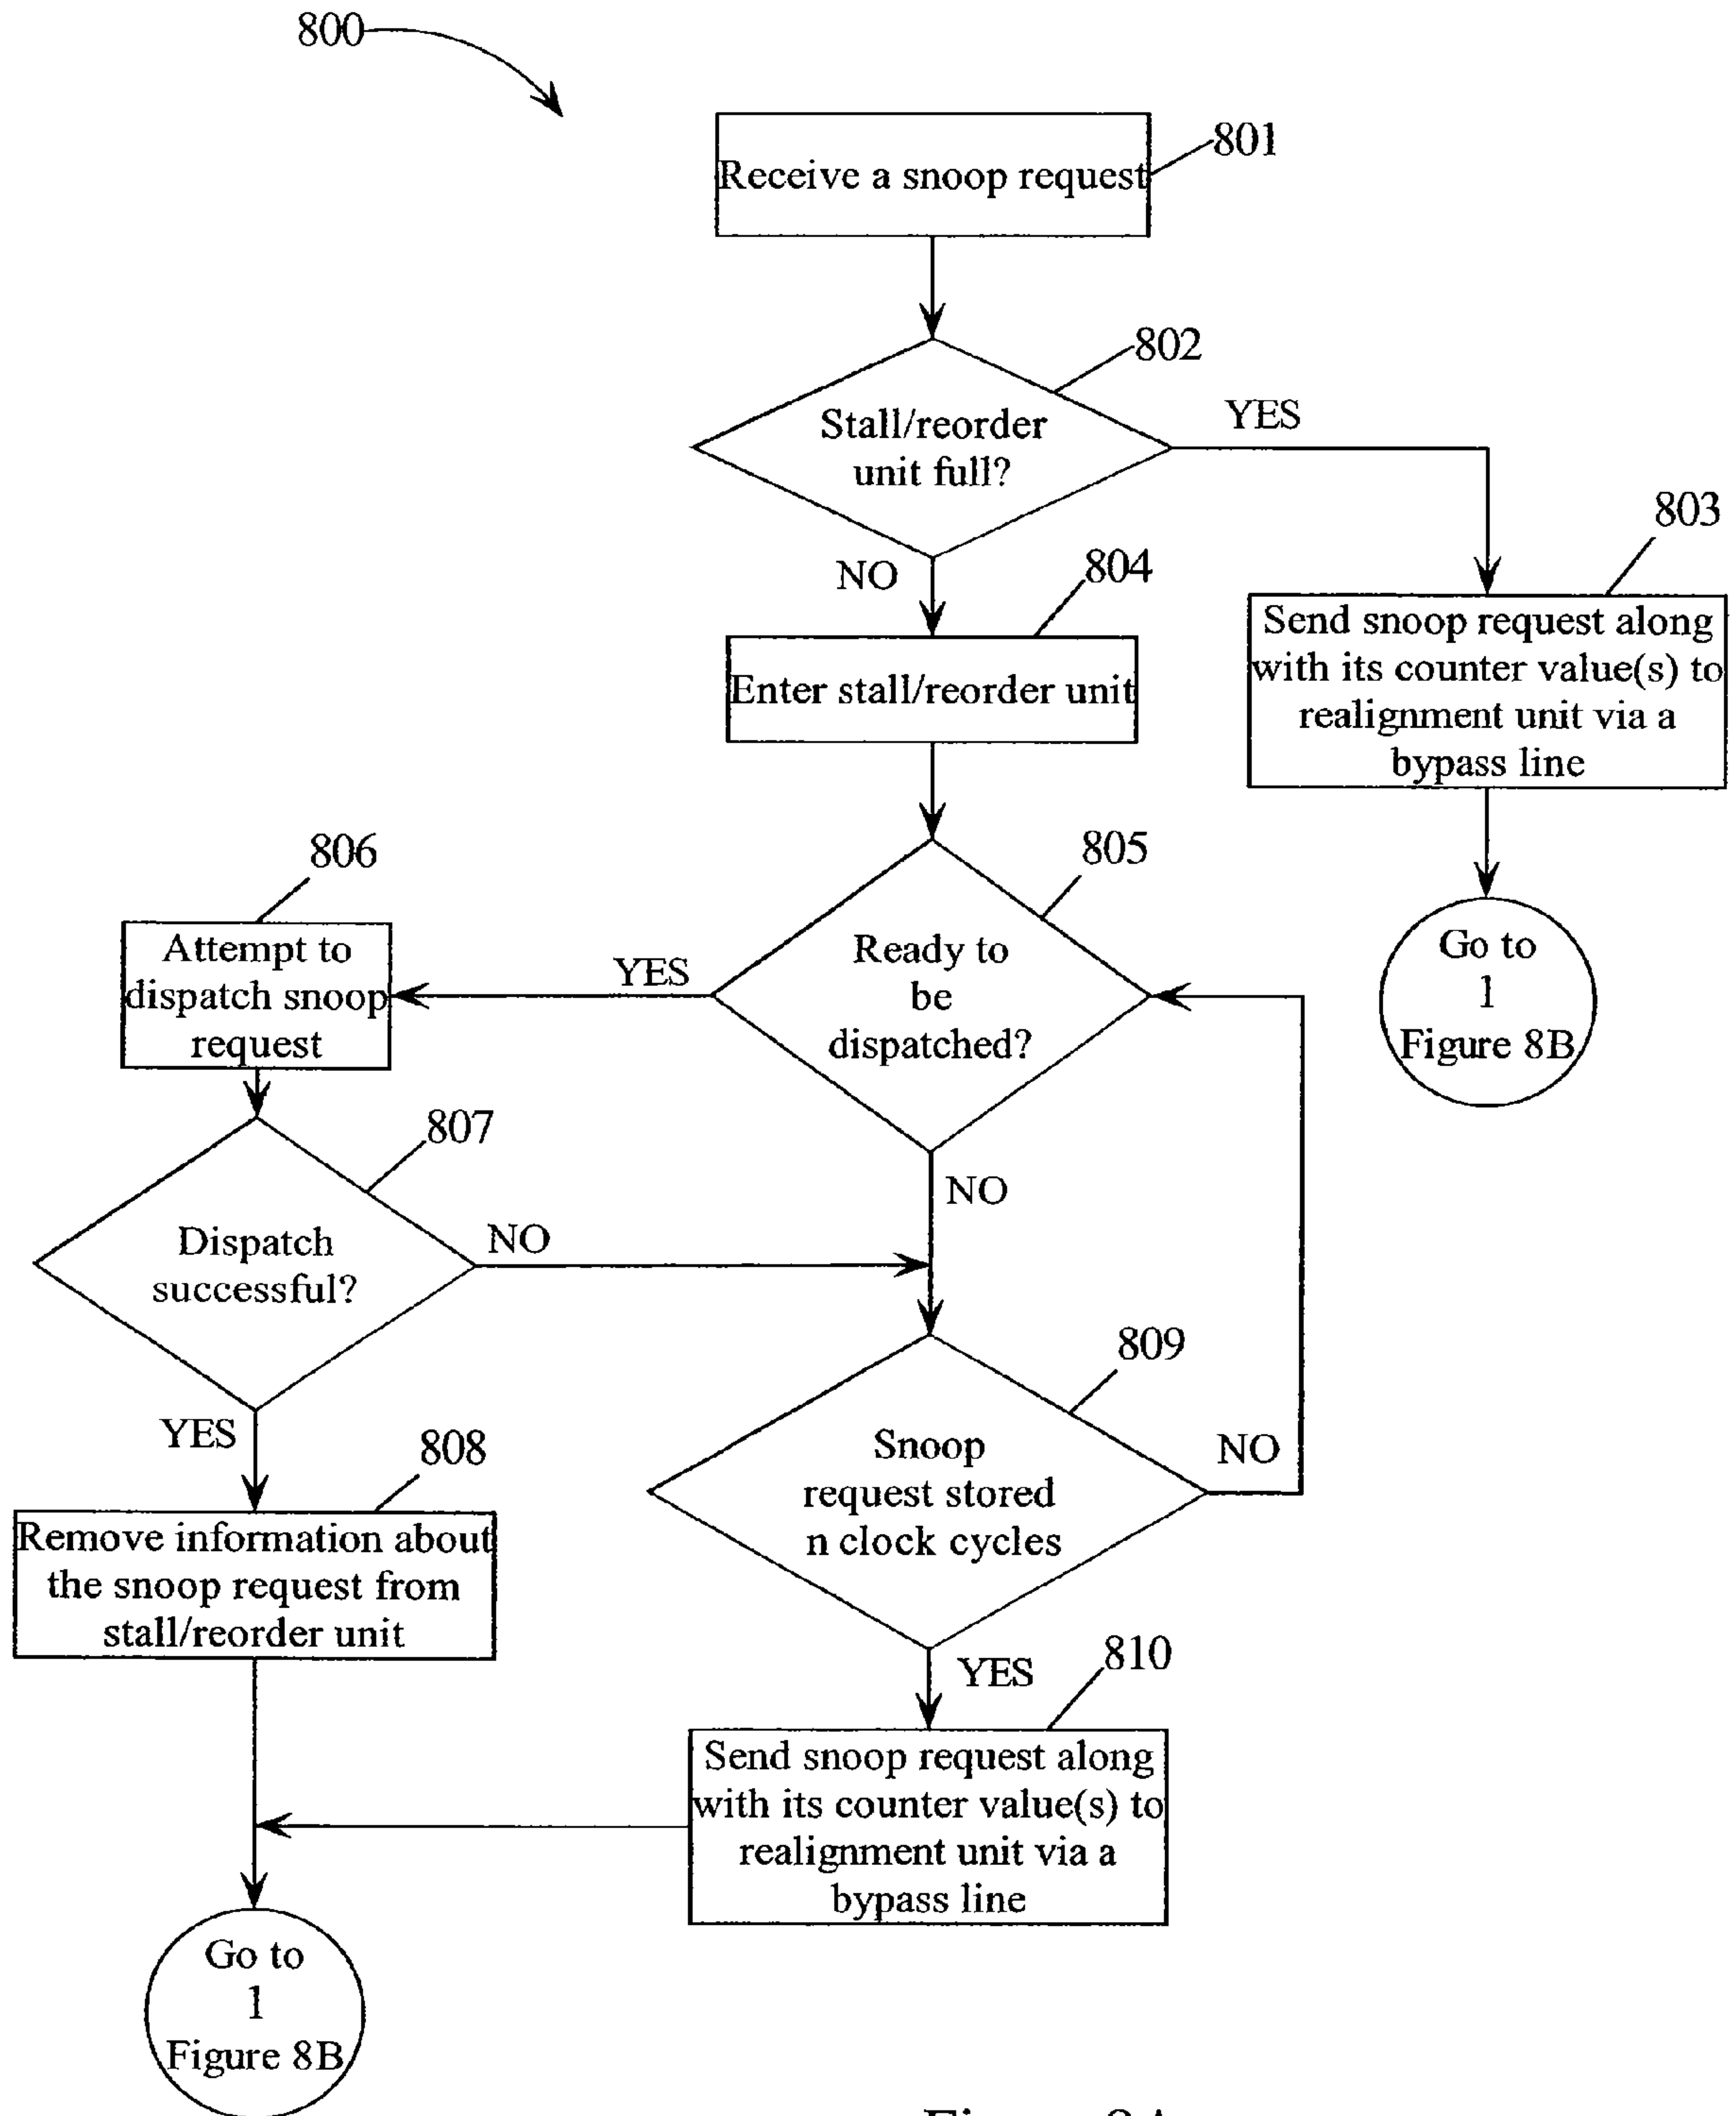 800
801
Receive a snoop request
802
Stall/reorder
unit full?
YES
803
NO
804
Send snoop request along
with its counter value(s) to
realignment unit via a
bypass line
Enter stall/reorder unit
805
806
Ready to
be
dispatched?
YES
Attempt to
dispatch snoop
request
Go to
1
Figure 8B
807
NO
Dispatch
successful?
NO
809
Snoop
request stored
n clock cycles
NO
YES
808
Remove information about
the snoop request from
stall/reorder unit
YES
810
Send snoop request along
with its counter value(s) to
realignment unit via a
bypass line
Go to
1
Figure 8B
Figure 8A